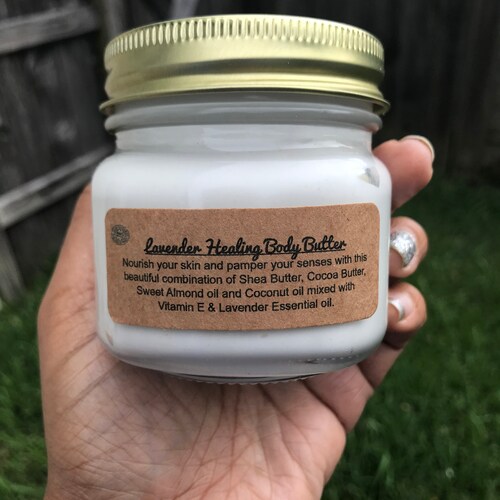 Lavender Healing Body Butter
Nourish your skin and pamper your senses with this
beautiful combination of Shea Butter, Cocoa Butter,
Sweet Almond oil and Coconut oil mixed with
Vitamin E & Lavender Essential oil.